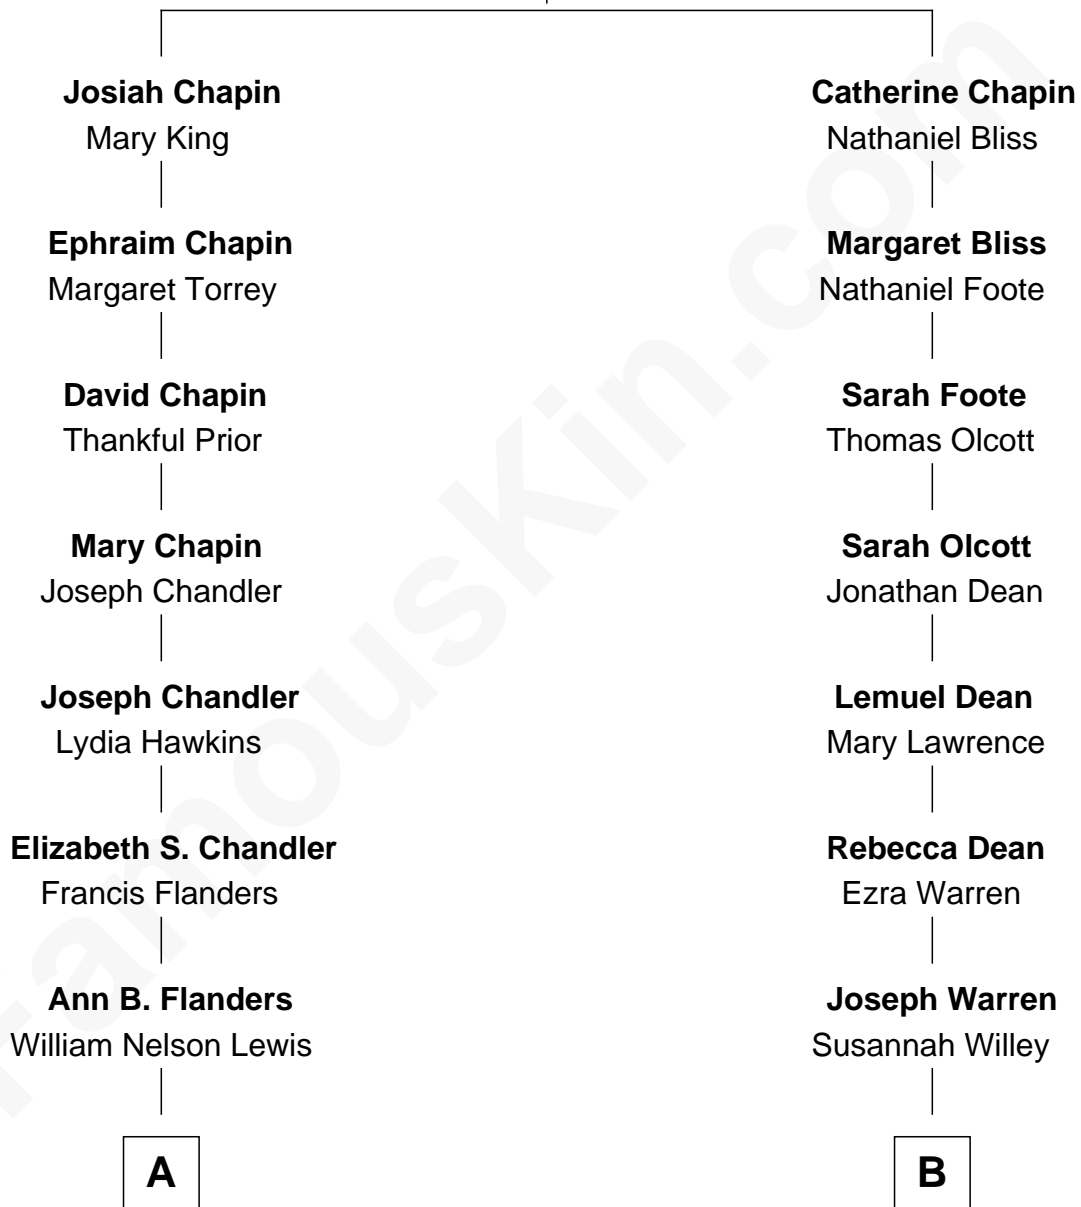 Josiah Chapin
Mary King
Catherine Chapin
Nathaniel Bliss
Ephraim Chapin
Margaret Torrey
Margaret Bliss
Nathaniel Foote
David Chapin
Thankful Prior
Sarah Foote
Thomas Olcott
Mary Chapin
Joseph Chandler
Sarah Olcott
Jonathan Dean
Joseph Chandler
Lydia Hawkins
Lemuel Dean
Mary Lawrence
Elizabeth S. Chandler
Francis Flanders
Rebecca Dean
Ezra Warren
Ann B. Flanders
William Nelson Lewis
Joseph Warren
Susannah Willey
A
B
FamousKin.com